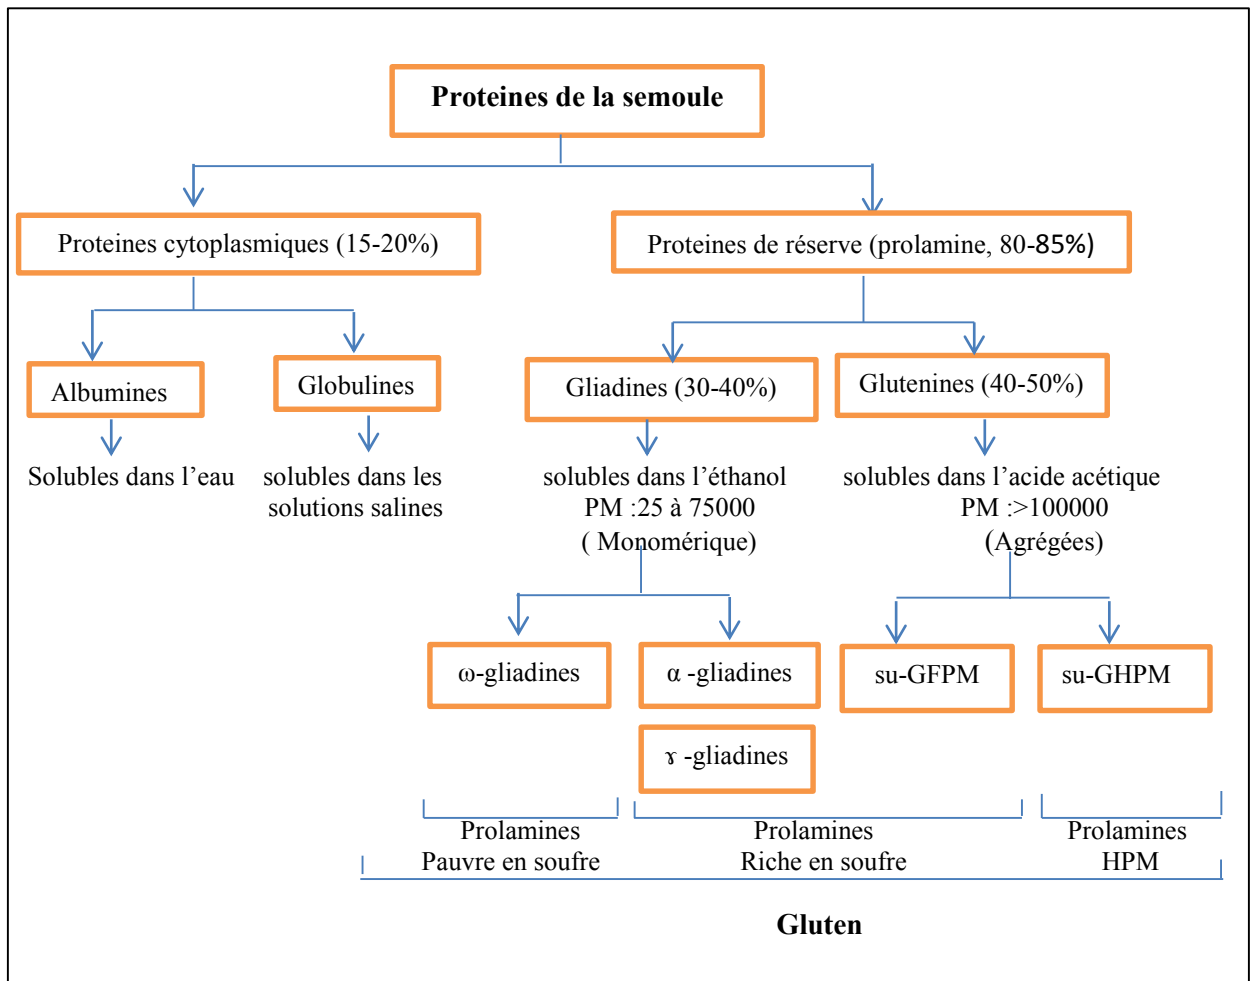 Proteines de la semoule
Proteines cytoplasmiques (15-20%)
Proteines de réserve (prolamine, 80-85%)
Albumines
Globulines
Gliadines (30-40%)
Glutenines (40-50%)
Solubles dans l’eau
solubles dans les
solutions salines
solubles dans l’éthanol
PM :25 à 75000
( Monomérique)
solubles dans l’acide acétique
PM :>100000
(Agrégées)
ω-gliadines
α -gliadines
su-GFPM
su-GHPM
ɤ -gliadines
Prolamines
Pauvre en soufre
Prolamines
Riche en soufre
Prolamines
HPM
Gluten